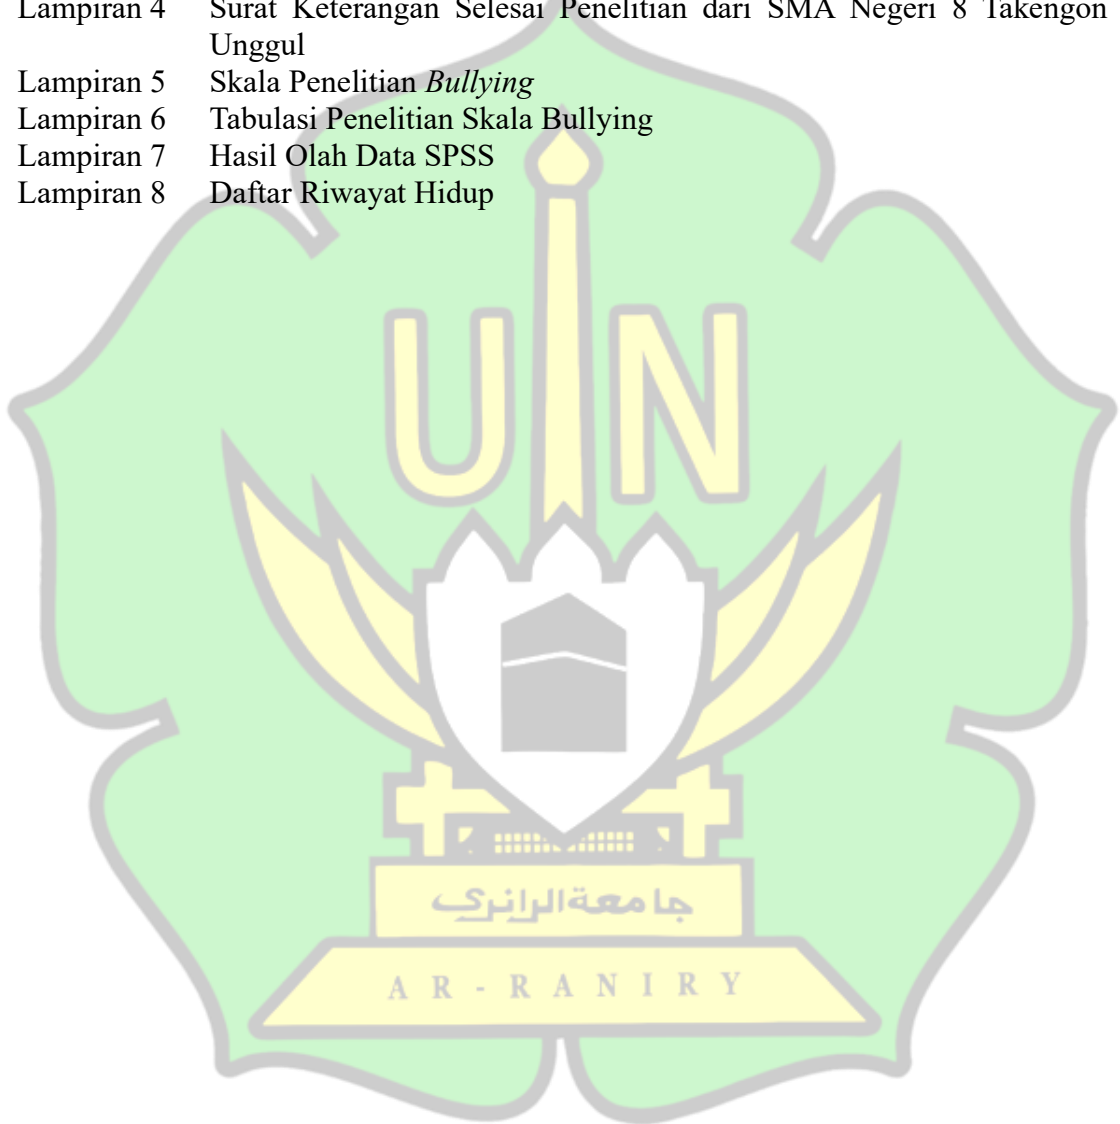 Lampiran 4 Surat Keterangan Selesai Penelitian dari SMA Negeri 8 Takengon
Unggul
Lampiran 5 Skala Penelitian Bullying
Lampiran 6 Tabulasi Penelitian Skala Bullying
Lampiran 7 Hasil Olah Data SPSS
Lampiran 8 Daftar Riwayat Hidup
UIN
جامعة الرانري
AR-RANIRY